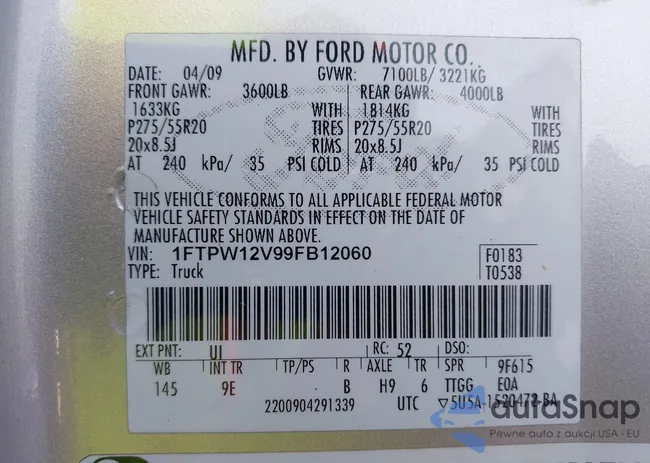 MFD. BY FORD MOTOR CO.
DATE: 04/09 GVWR: 7100LB/ 3221KG
FRONT GAWR: 3600LB REAR GAWR: 4000LB
1633KG WITH 1814KG WITH
P275/55R20 TIRES P275/55R20 TIRES
20x8.5J RIMS 20x8.5J RIMS
AT 240 kPa/ 35 PSI COLD AT 240 kPa/ 35 PSI COLD
THIS VEHICLE CONFORMS TO ALL APPLICABLE FEDERAL MOTOR
VEHICLE SAFETY STANDARDS IN EFFECT ON THE DATE OF
MANUFACTURE SHOWN ABOVE.
VIN: 1FTPW12V99FB12060 F0183
TYPE: Truck T0538
EXT PNT: UI RC: 52 DSO:
WB INT TR TP/PS R AXLE TR SPR 9F615
145 9E B H9 6 TTGG EOA
2200904291339 UTC ▽5U5A-1520472-BA
autoSnap
Pewne auto z aukcji USA i EU